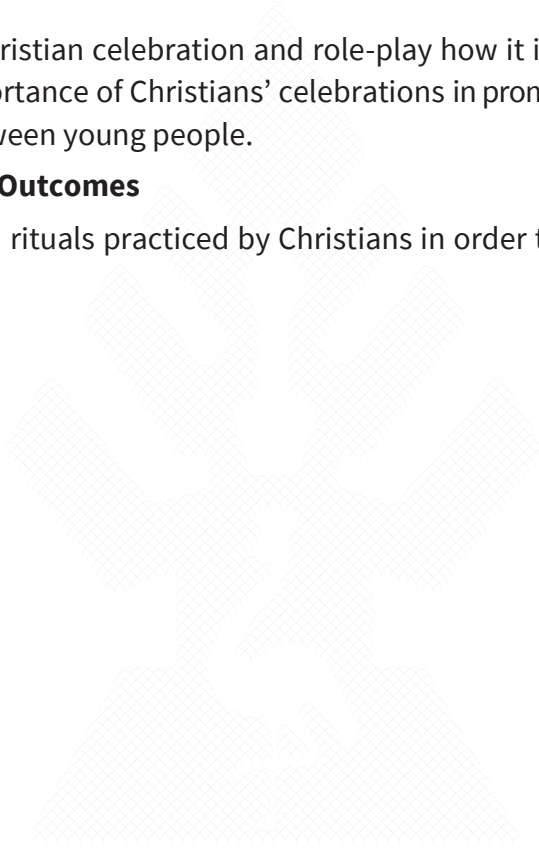 ristian celebration and role-play how it i
ortance of Christians’ celebrations in pron
ween young people.
Outcomes
rituals practiced by Christians in order t